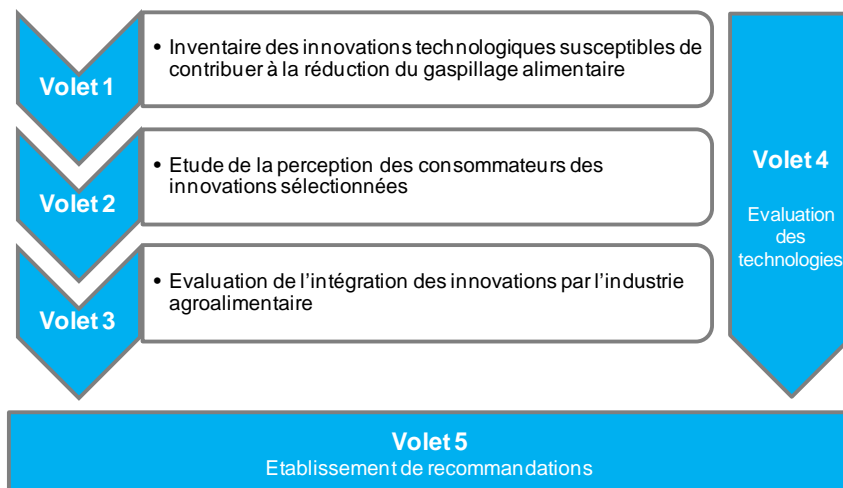 Volet 1
• Inventaire des innovations technologiques susceptibles de
contribuer à la réduction du gaspillage alimentaire
Volet 2
• Etude de la perception des consommateurs des
innovations sélectionnées
Volet 3
• Evaluation de l'intégration des innovations par l'industrie
agroalimentaire
Volet 4
Evaluation
des
technologies
Volet 5
Etablissement de recommandations